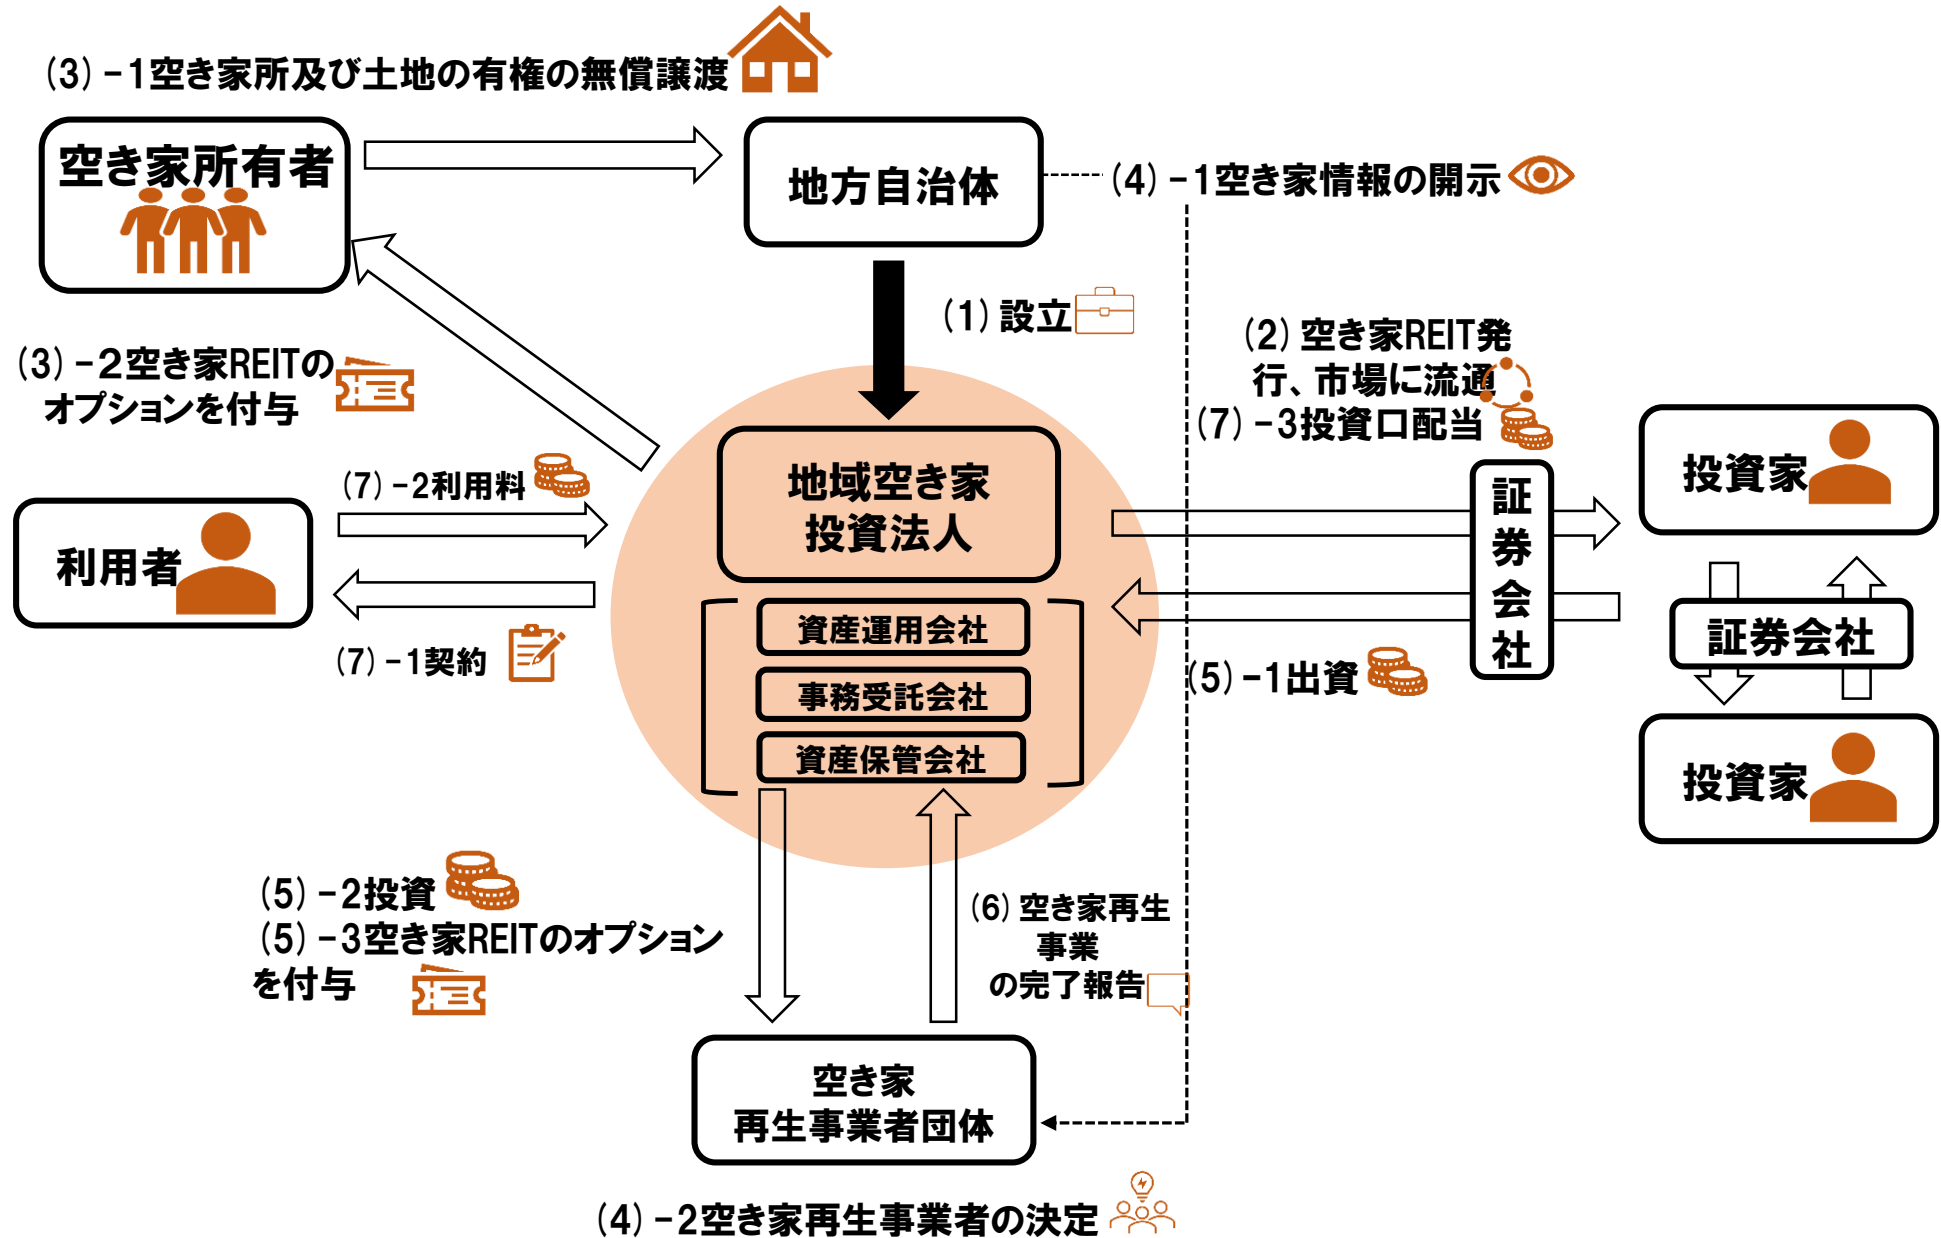 (3)-1空き家所及び土地の有権の無償譲渡
空き家所有者
地方自治体
(4)-1空き家情報の開示
(1)設立
(2)空き家REIT発
行、市場に流通
(7)-3投資口配当
(3)-2空き家REITの
オプションを付与
(7)-2利用料
利用者
(7)-1契約
地域空き家
投資法人
資産運用会社
事務受託会社
資産保管会社
証券会社
投資家
証券会社
投資家
(5)-1出資
(5)-2投資
(5)-3空き家REITのオプション
を付与
(6)空き家再生
事業
の完了報告
空き家
再生事業者団体
(4)-2空き家再生事業者の決定